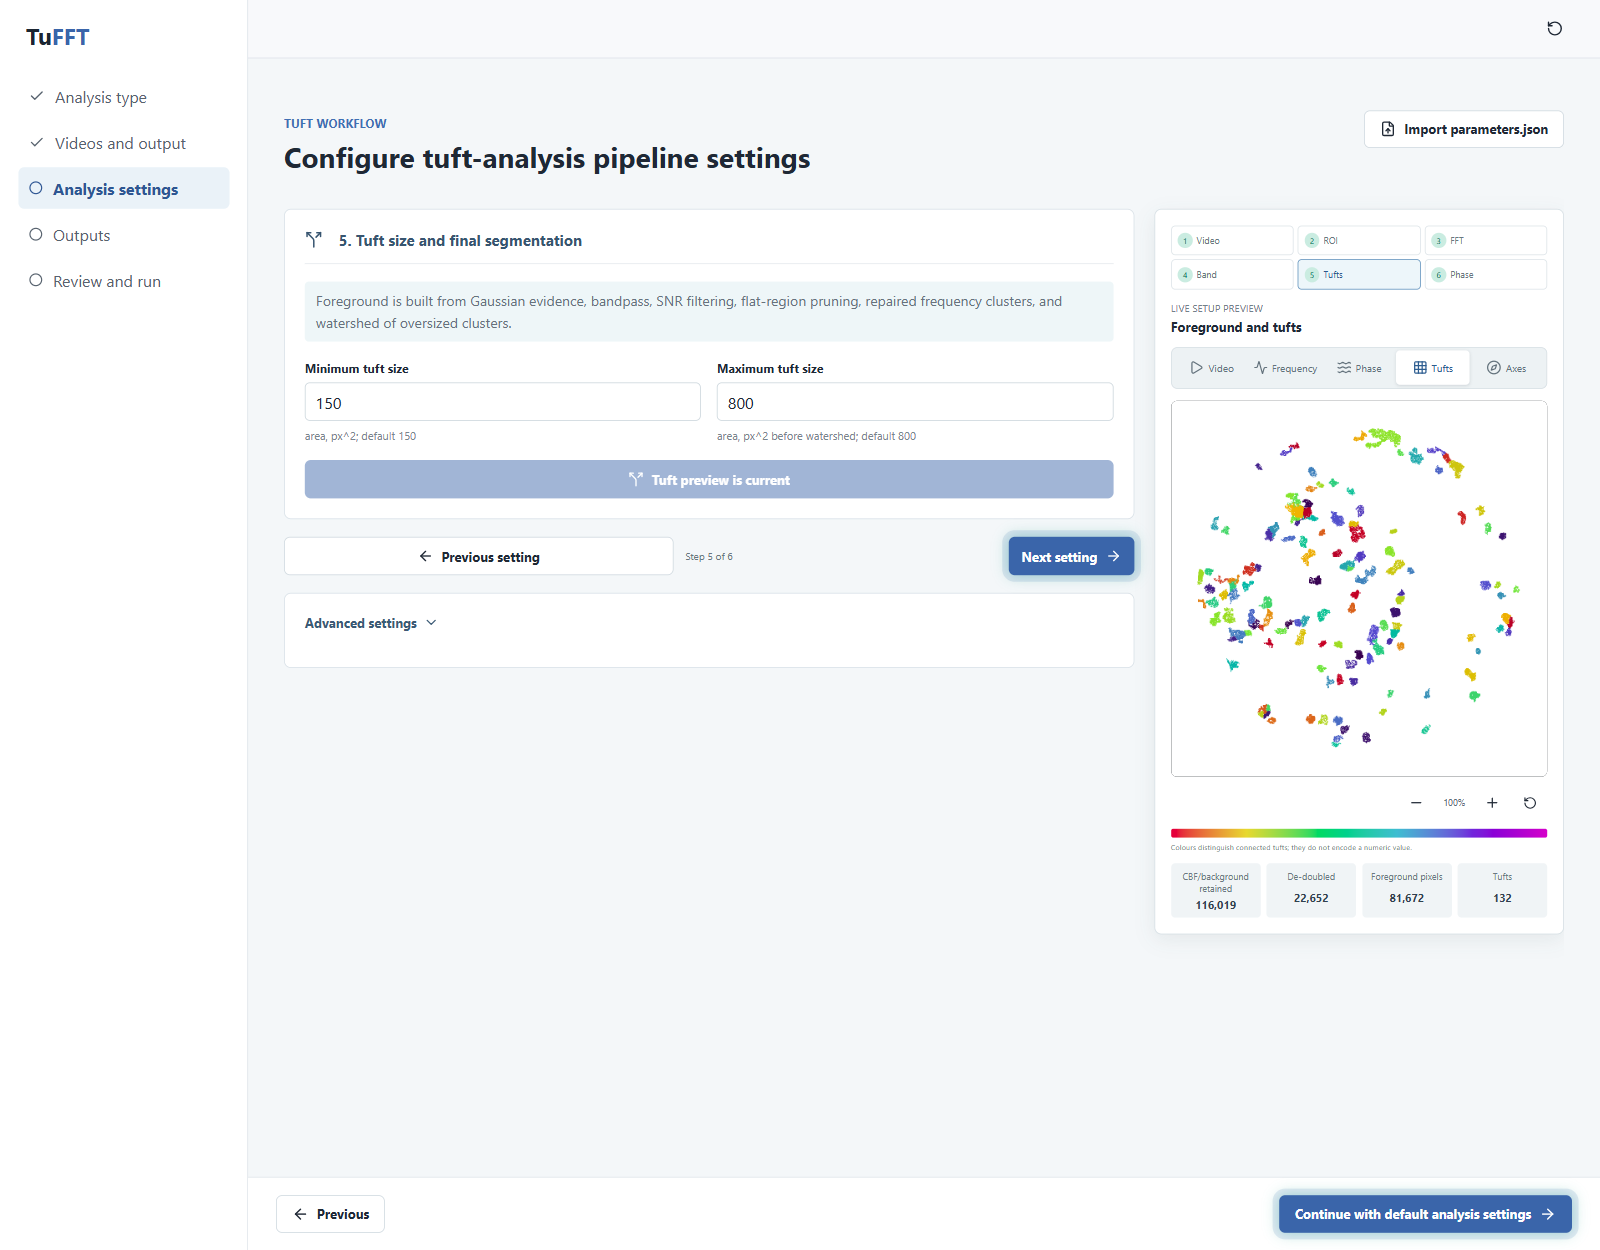 TuFFT
Analysis type
Videos and output
Analysis settings
Outputs
Review and run
TUFT WORKFLOW
Configure tuft-analysis pipeline settings
Import parameters.json
5. Tuft size and final segmentation
Foreground is built from Gaussian evidence, bandpass, SNR filtering, flat-region pruning, repaired frequency clusters, and
watershed of oversized clusters.
Minimum tuft size
Maximum tuft size
150
800
area, px^2; default 150
area, px^2 before watershed; default 800
Tuft preview is current
Previous setting
Step 5 of 6
Next setting
Advanced settings
1 Video
2 ROI
3 FFT
4 Band
5 Tufts
6 Phase
LIVE SETUP PREVIEW
Foreground and tufts
Video
Frequency
Phase
Tufts
Axes
100%
Colours distinguish connected tufts; they do not encode a numeric value.
CBF/background
retained
116,019
De-doubled
22,652
Foreground pixels
81,672
Tufts
132
Previous
Continue with default analysis settings